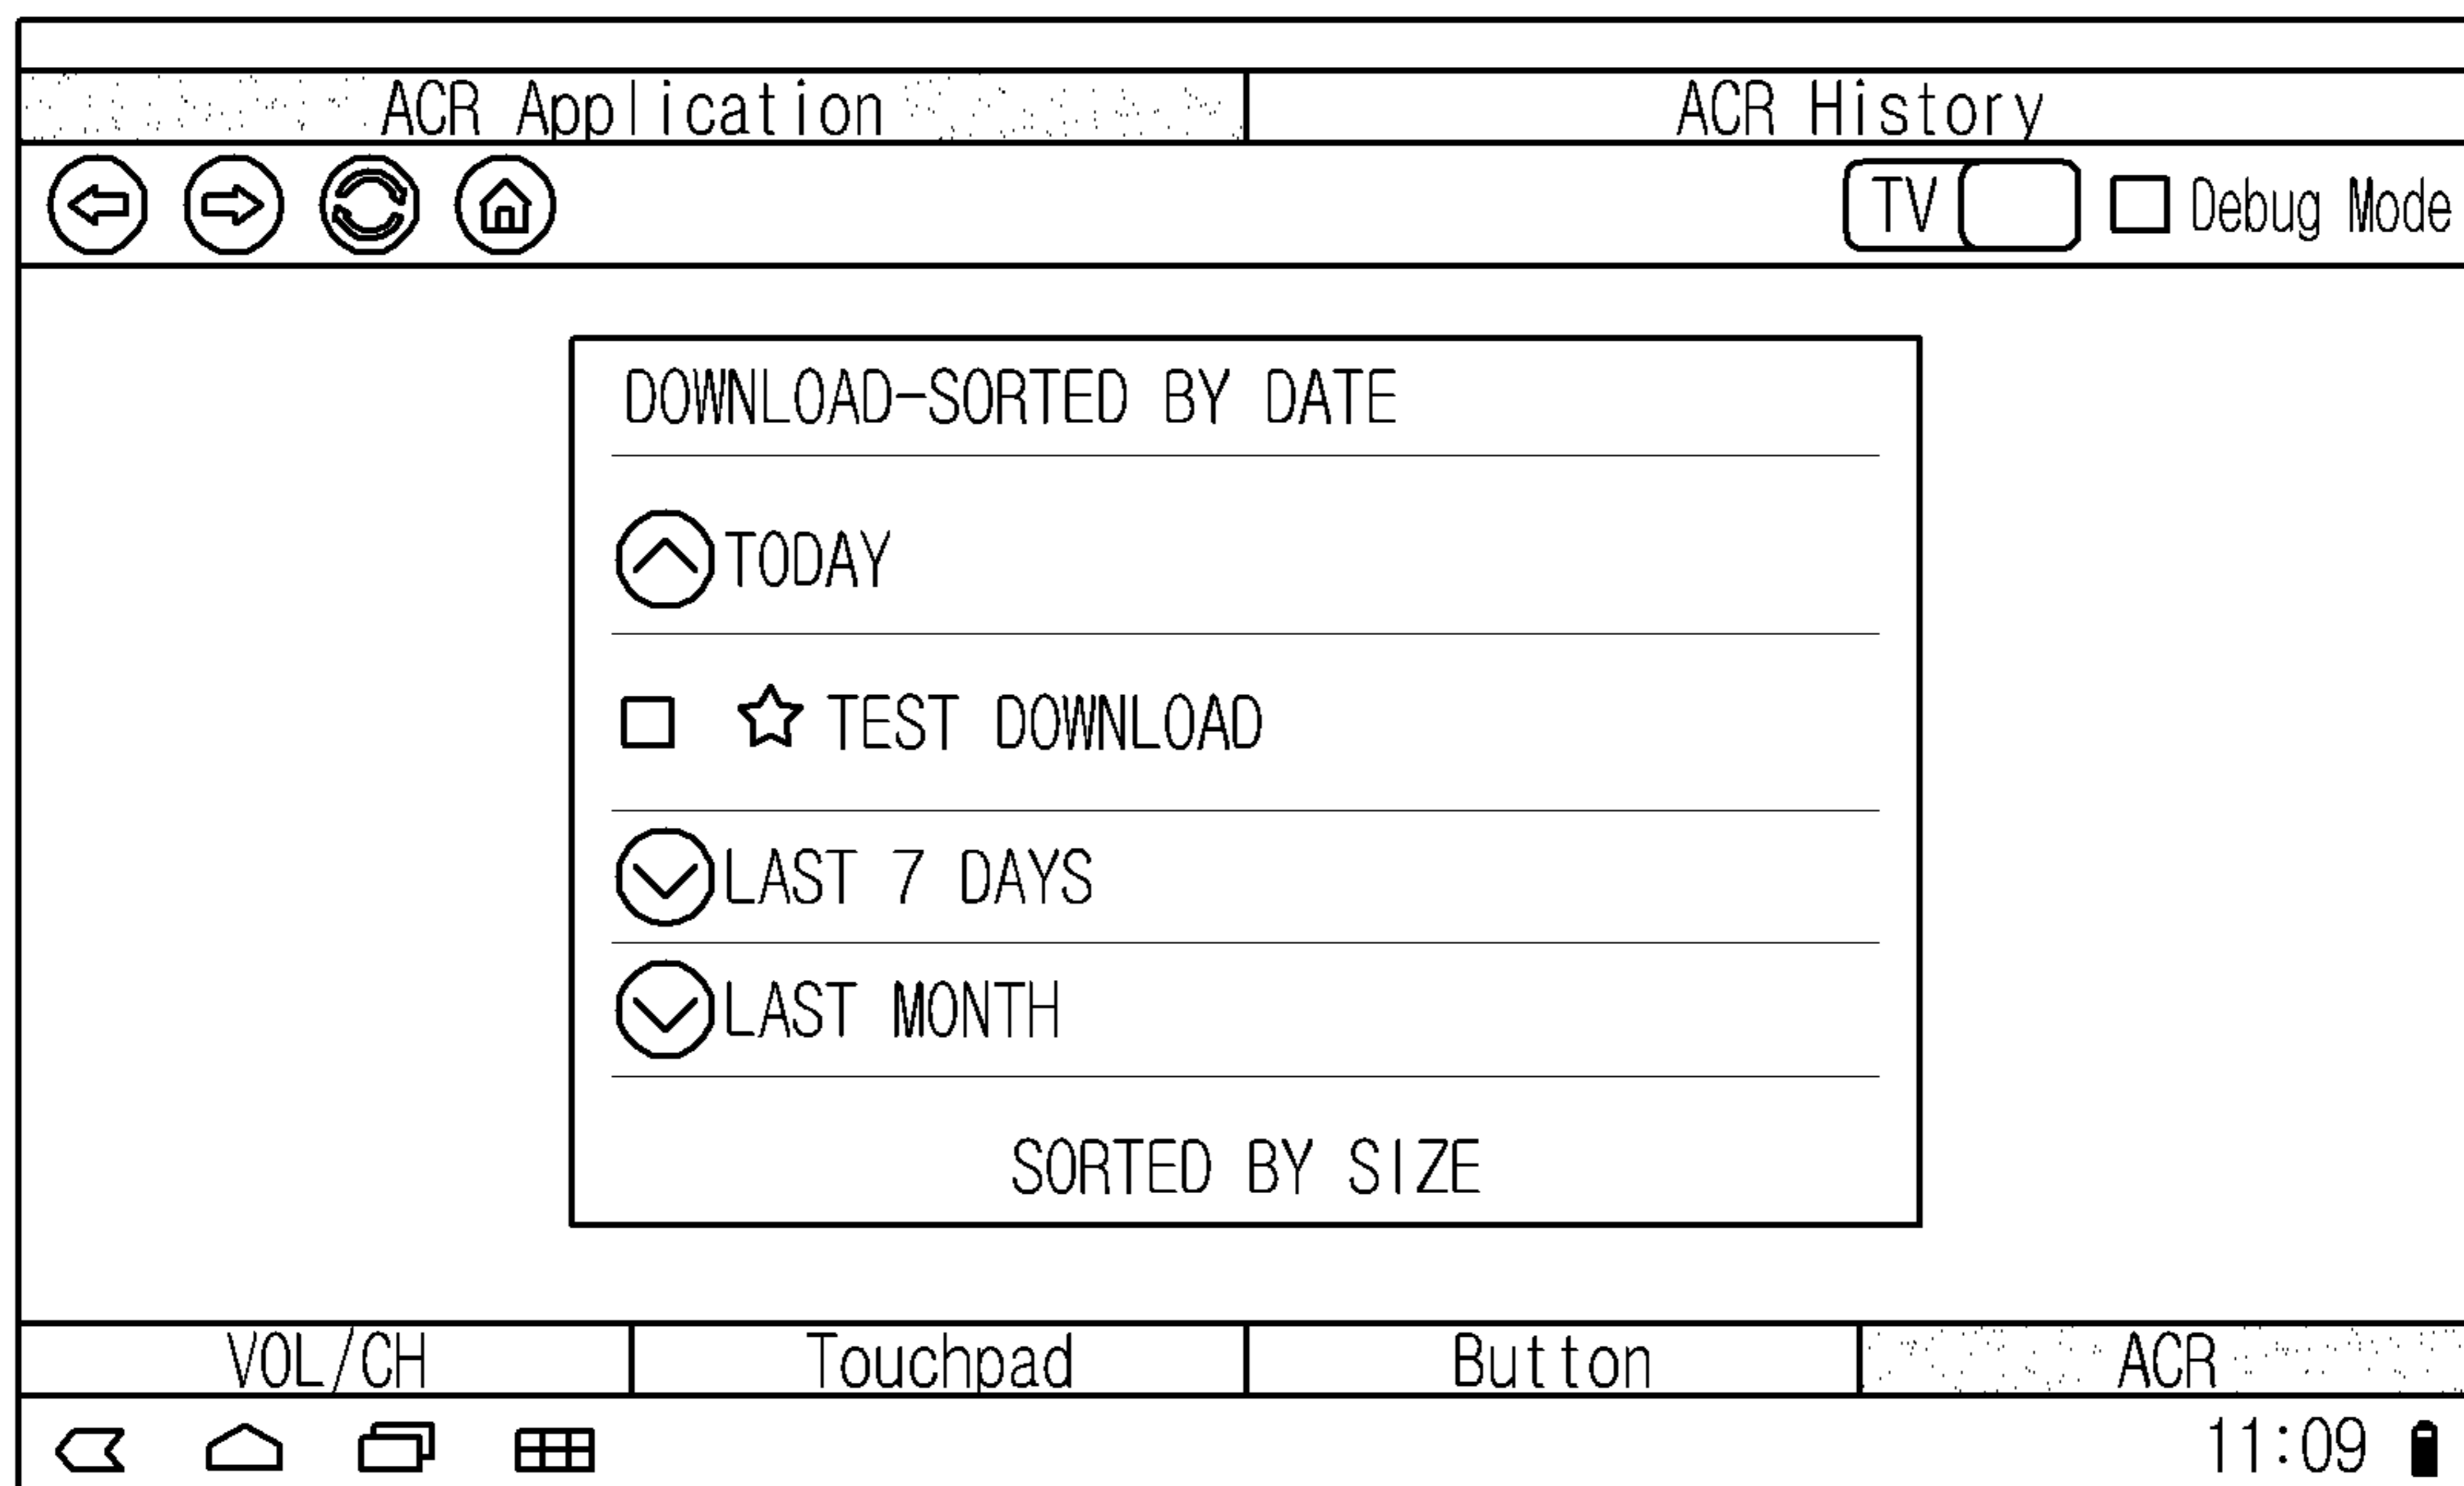 ACR Application ACR History
TV Debug Mode
DOWNLOAD-SORTED BY DATE
TODAY
TEST DOWNLOAD
LAST 7 DAYS
LAST MONTH
SORTED BY SIZE
VOL/CH Touchpad Button ACR
11:09